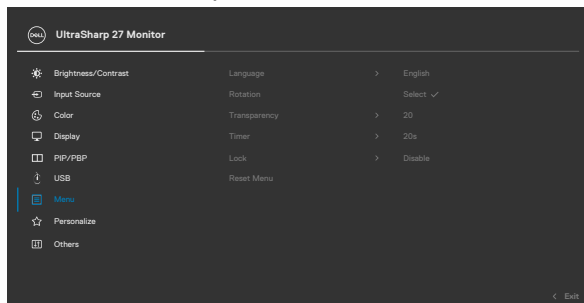 DELL UltraSharp 27 Monitor
Brightness/Contrast Language > English
Input Source Rotation Select ✓
Color Transparency > 20
Display Timer > 20s
PIP/PBP Lock > Disable
USB Reset Menu
Menu
Personalize
Others
< Exit